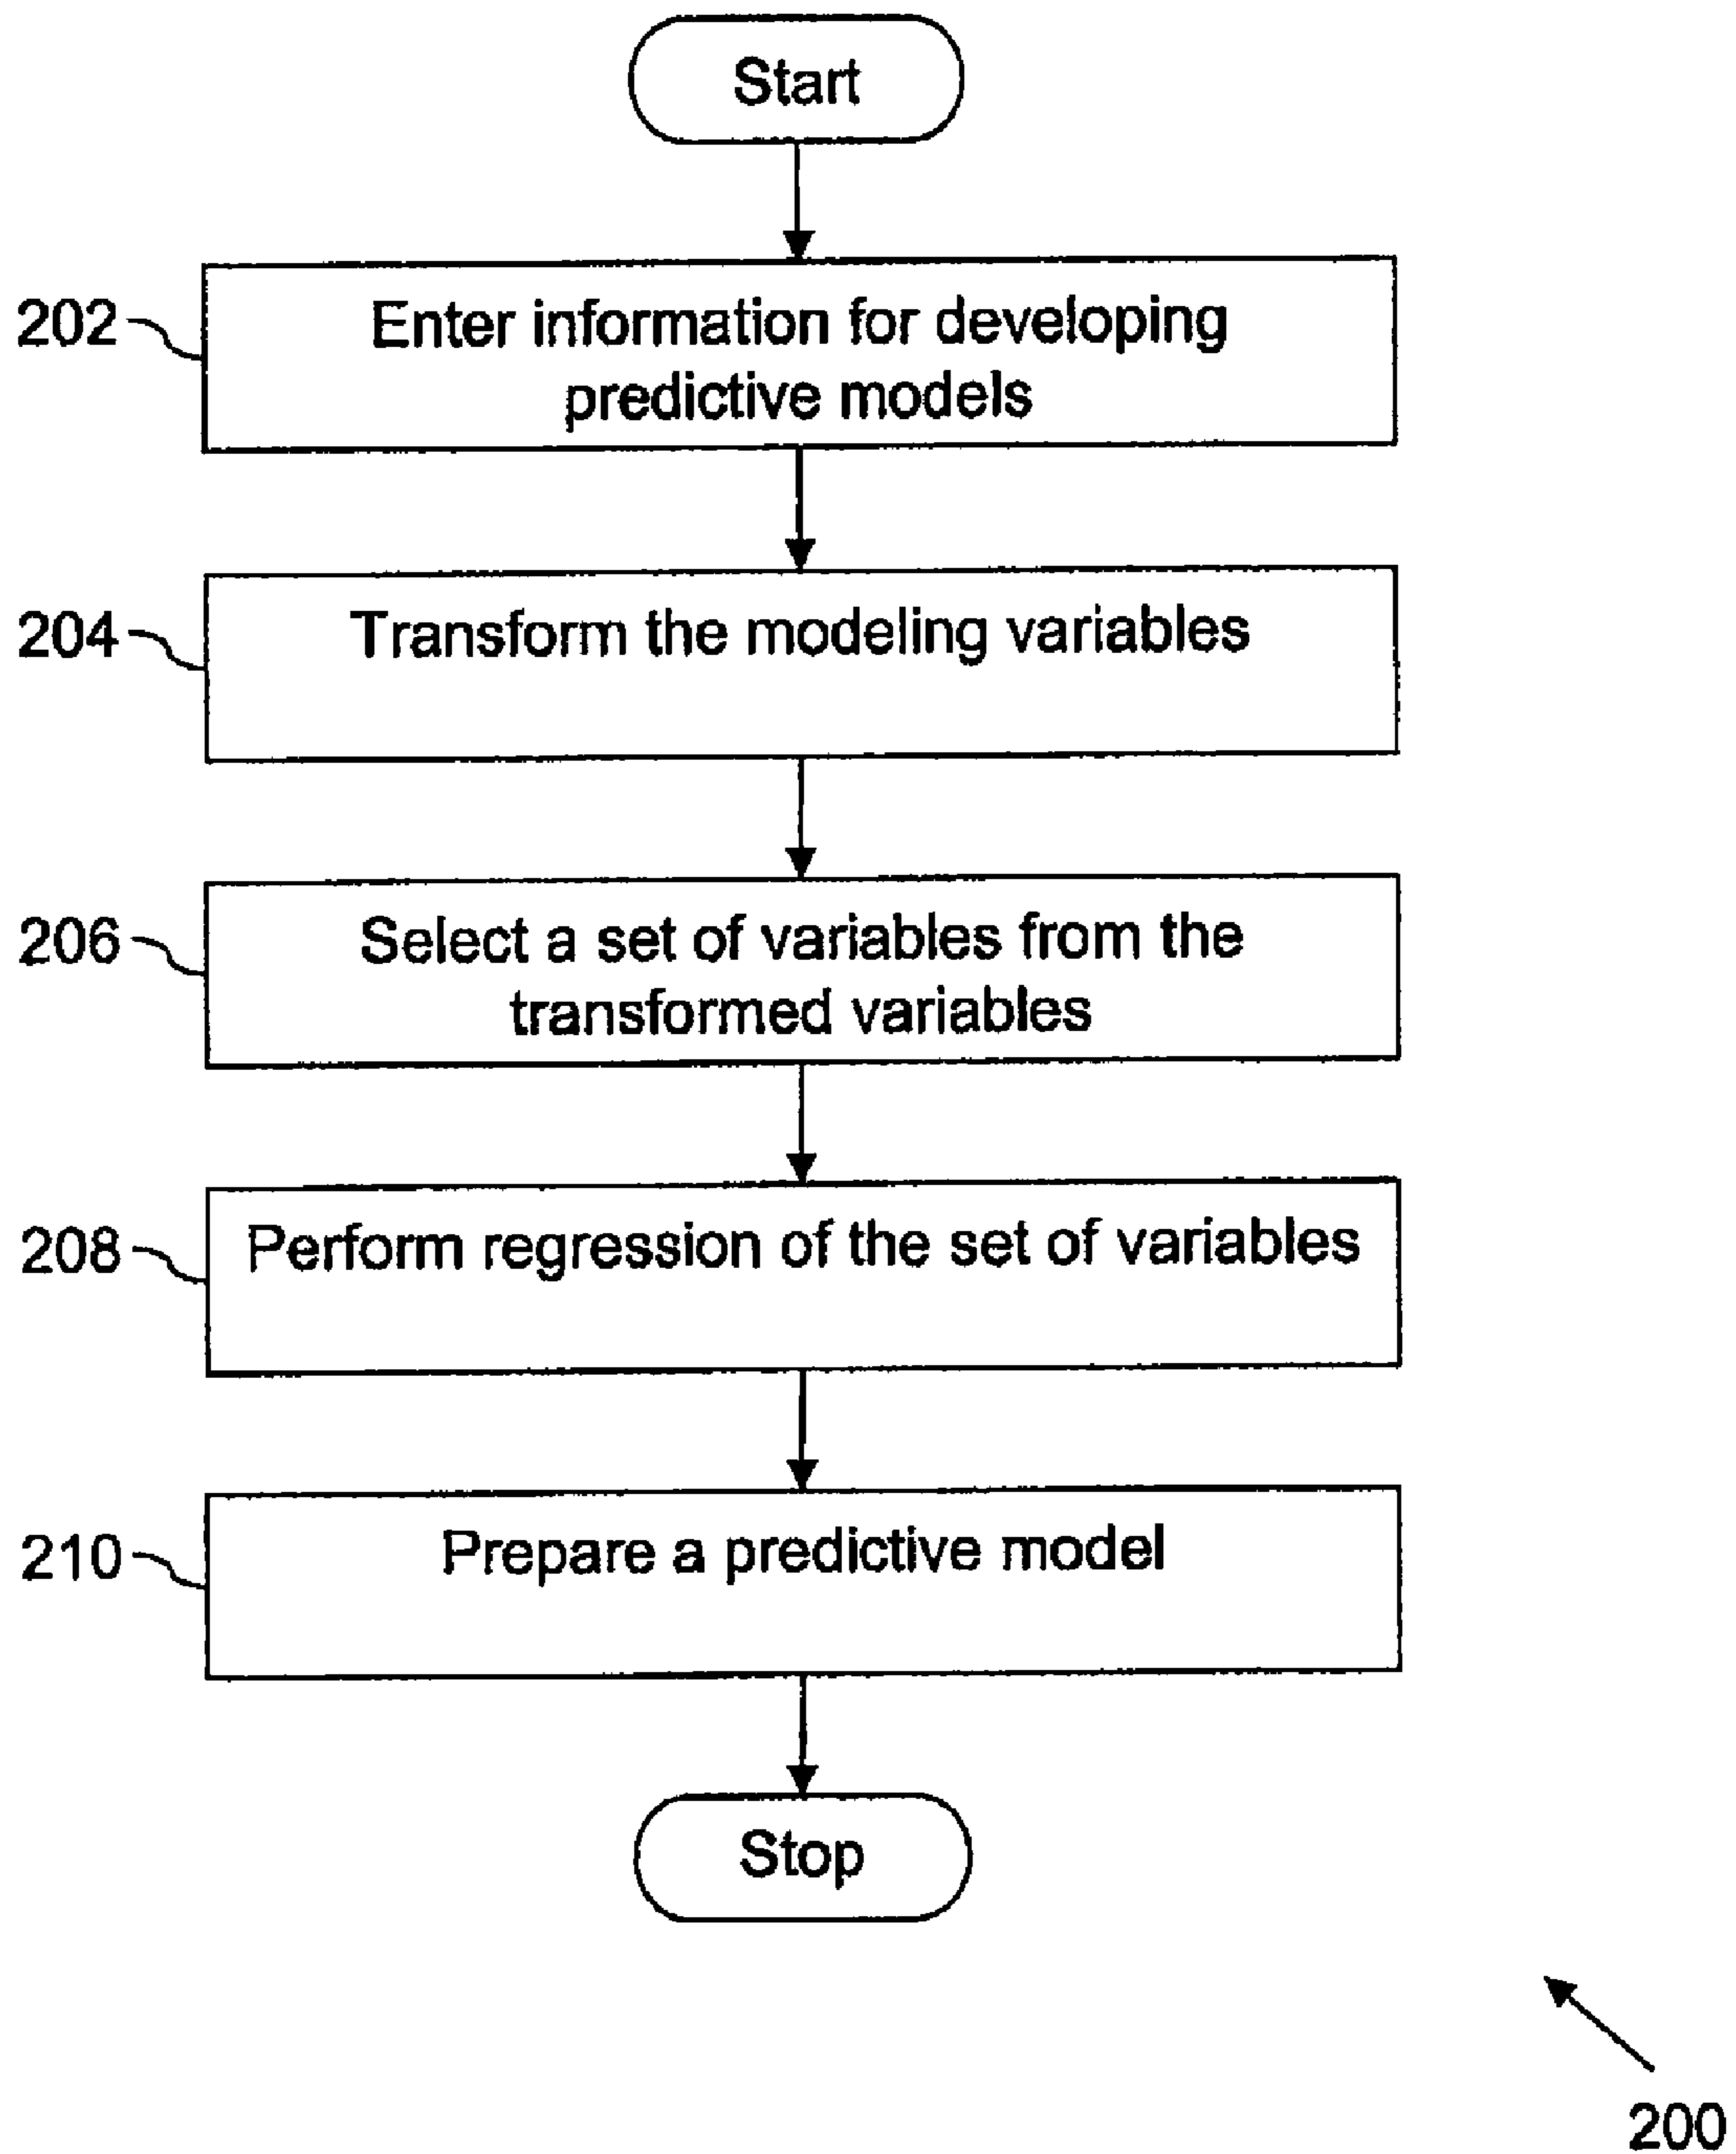 Start
202
Enter information for developing
predictive models
204
Transform the modeling variables
206
Select a set of variables from the
transformed variables
208
Perform regression of the set of variables
210
Prepare a predictive model
Stop
200